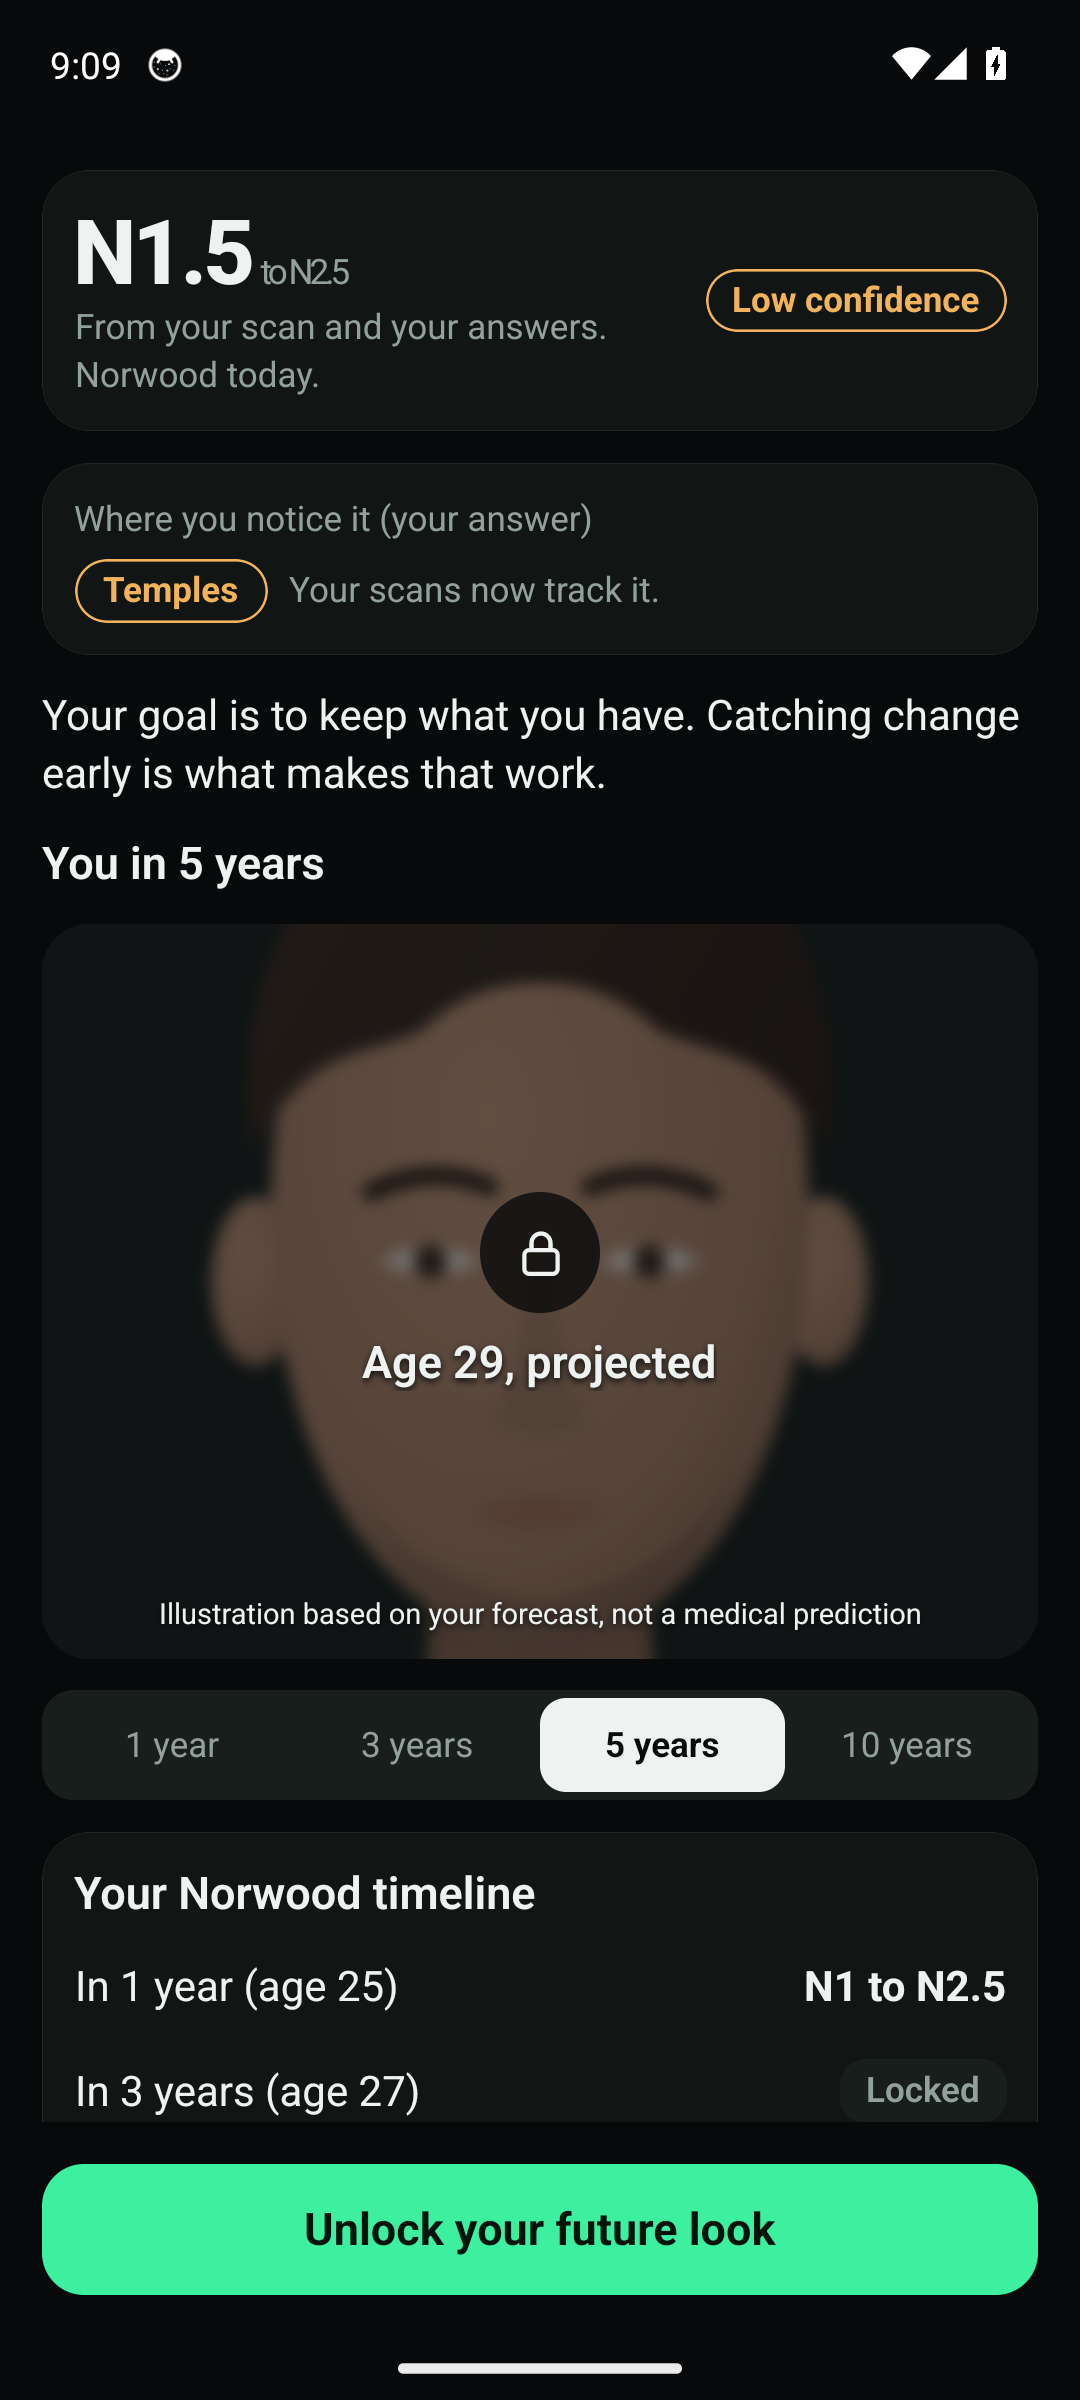 9:09
N1.5 to N2.5
Low confidence
From your scan and your answers.
Norwood today.
Where you notice it (your answer)
Temples Your scans now track it.
Your goal is to keep what you have. Catching change
early is what makes that work.
You in 5 years
Age 29, projected
Illustration based on your forecast, not a medical prediction
1 year 3 years 5 years 10 years
Your Norwood timeline
In 1 year (age 25) N1 to N2.5
In 3 years (age 27) Locked
Unlock your future look